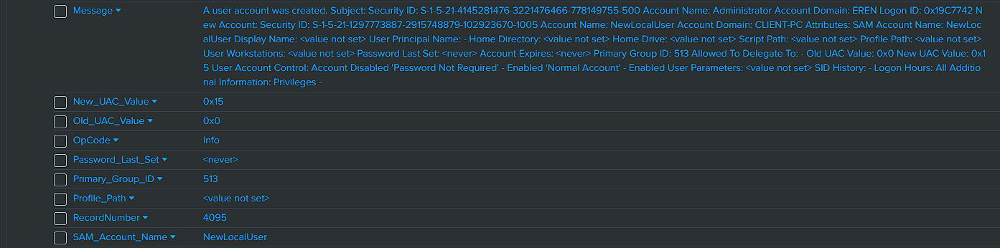 Message A user account was created. Subject: Security ID: S-1-5-21-4145281476-3221476466-778149755-500 Account Name: Administrator Account Domain: EREN Logon ID: 0x19C7742 N
ew Account: Security ID: S-1-5-21-1297773887-2915748879-102923670-1005 Account Name: NewLocalUser Account Domain: CLIENT-PC Attributes: SAM Account Name: NewLoc
alUser Display Name: <value not set> User Principal Name: - Home Directory: <value not set> Home Drive: <value not set> Script Path: <value not set> Profile Path: <value not set>
User Workstations: <value not set> Password Last Set: <never> Account Expires: <never> Primary Group ID: 513 Allowed To Delegate To: - Old UAC Value: 0x0 New UAC Value: 0x1
5 User Account Control: Account Disabled 'Password Not Required' - Enabled 'Normal Account' - Enabled User Parameters: <value not set> SID History: - Logon Hours: All Additio
nal Information: Privileges -
New_UAC_Value 0x15
Old_UAC_Value 0x0
OpCode Info
Password_Last_Set <never>
Primary_Group_ID 513
Profile_Path <value not set>
RecordNumber 4095
SAM_Account_Name NewLocalUser